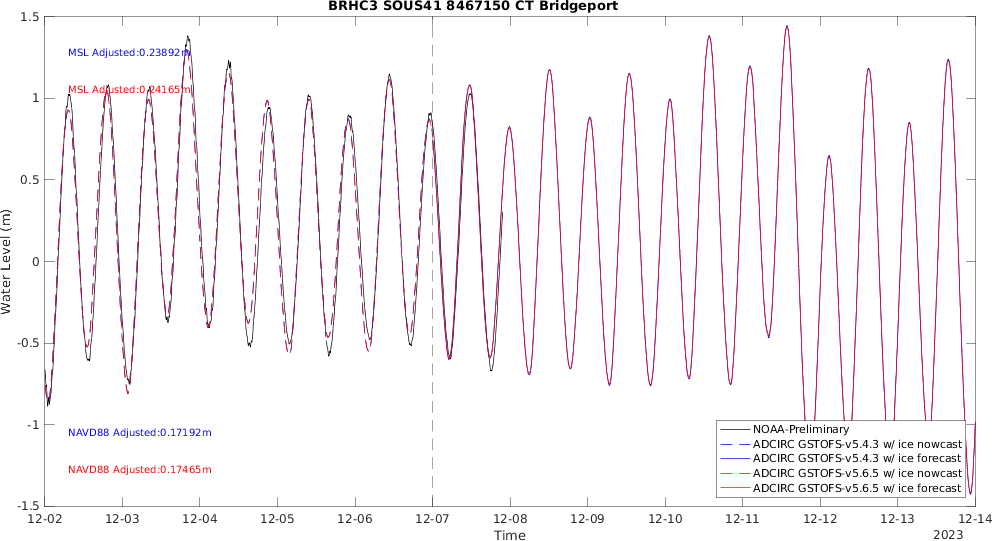 BRHC3 SOUS41 8467150 CT Bridgeport
1.5
1
0.5
0
-0.5
-1
-1.5
Water Level (m)
MSL Adjusted:0.23892m
MSL Adjusted:0.24165m
NAVD88 Adjusted:0.17192m
NAVD88 Adjusted:0.17465m
NOAA-Preliminary
ADCIRC GSTOFS-v5.4.3 w/ ice nowcast
ADCIRC GSTOFS-v5.4.3 w/ ice forecast
ADCIRC GSTOFS-v5.6.5 w/ ice nowcast
ADCIRC GSTOFS-v5.6.5 w/ ice forecast
12-02 12-03 12-04 12-05 12-06 12-07 12-08 12-09 12-10 12-11 12-12 12-13 12-14
Time
2023